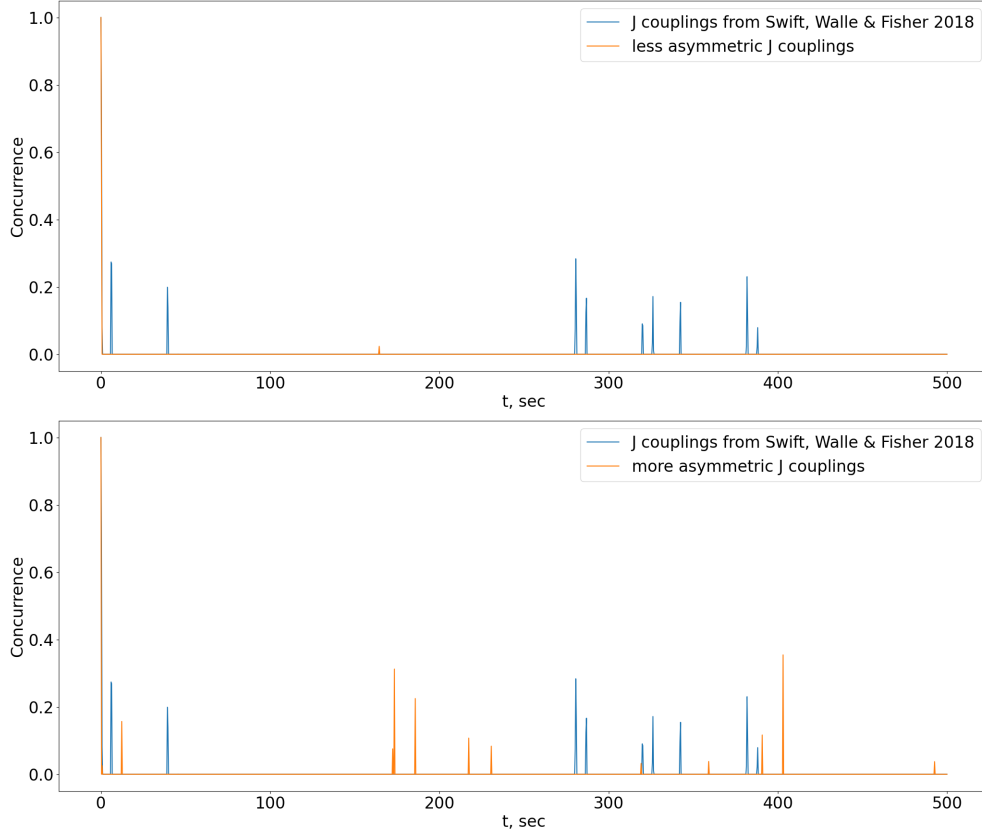 1.0
0.8
0.6
0.4
0.2
0.0
Concurrence
J couplings from Swift, Walle & Fisher 2018
less asymmetric J couplings
0 100 200 300 400 500
t, sec
1.0
0.8
0.6
0.4
0.2
0.0
Concurrence
J couplings from Swift, Walle & Fisher 2018
more asymmetric J couplings
0 100 200 300 400 500
t, sec